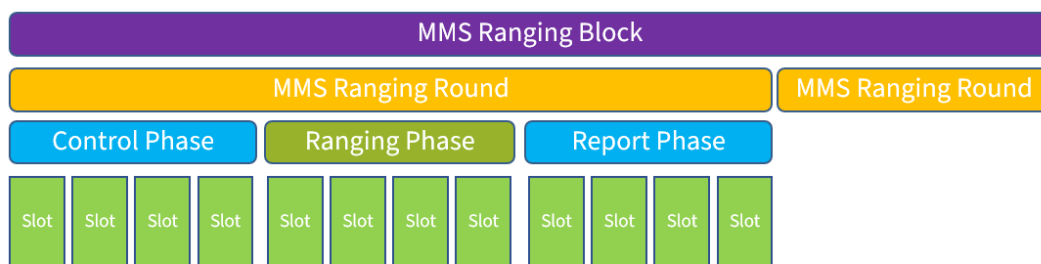 MMS Ranging Block
MMS Ranging Round MMS Ranging Round
Control Phase Ranging Phase Report Phase
Slot Slot Slot Slot Slot Slot Slot Slot Slot Slot Slot Slot